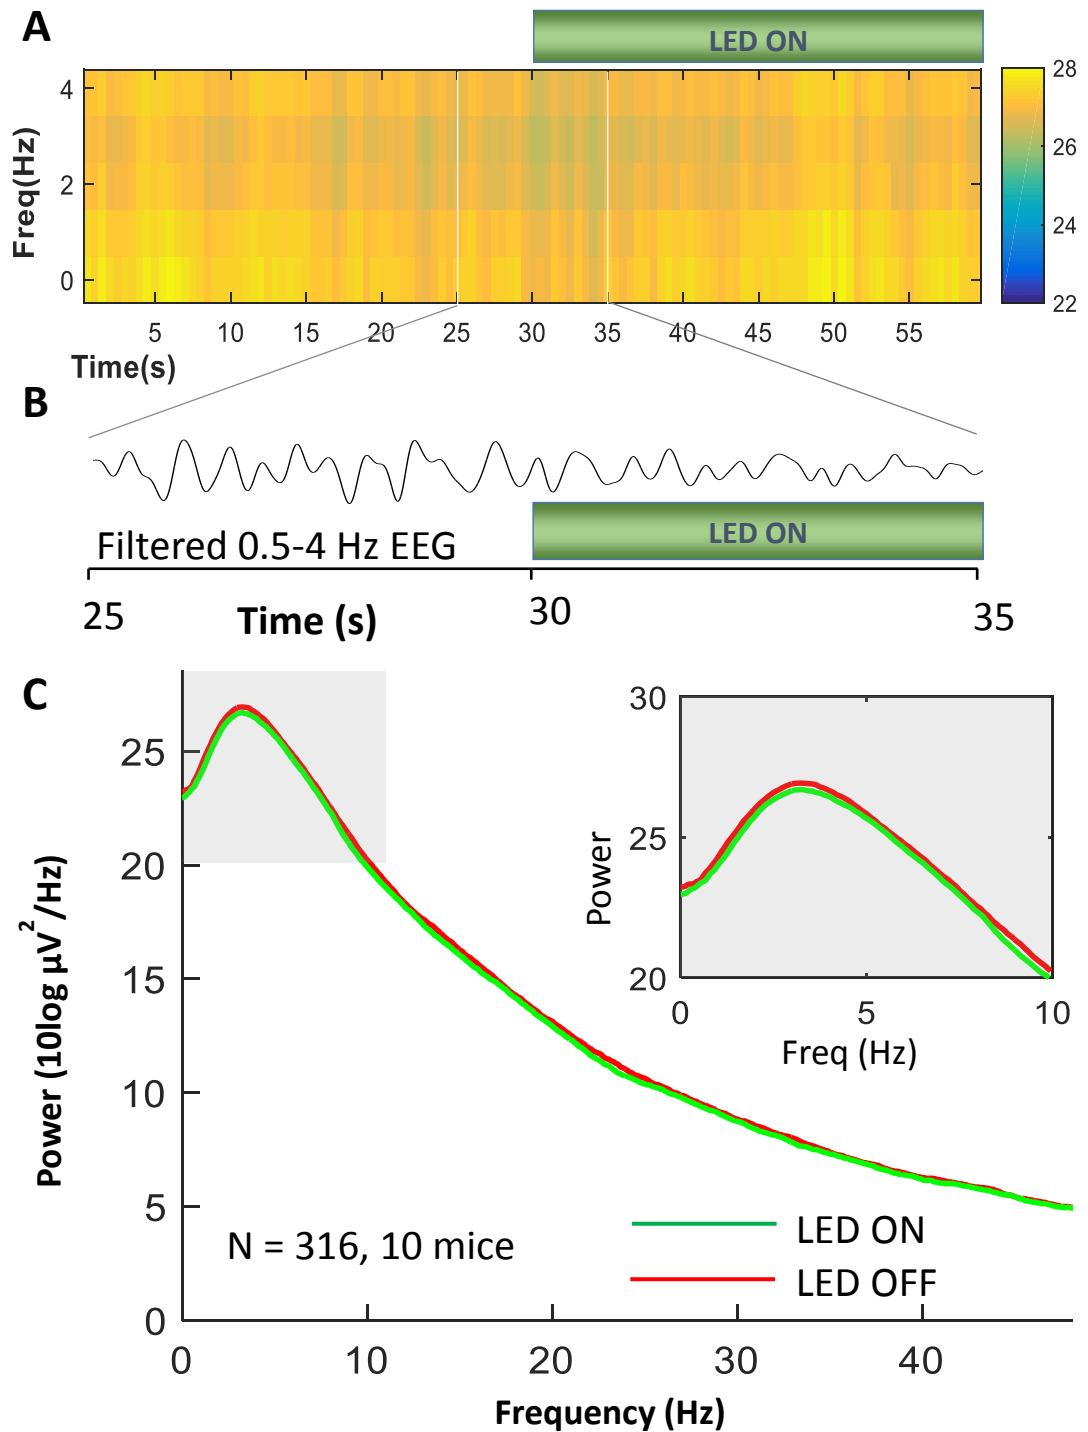 A
LED ON
4
2
0
Freq(Hz)
28
26
24
22
5 10 15 20 25 30 35 40 45 50 55
Time(s)
B
LED ON
Filtered 0.5-4 Hz EEG
25 Time (s) 30 35
C
25
20
15
10
5
0
Power (10log μV²/Hz)
30
25
20
Power
0 5 10
Freq (Hz)
N = 316, 10 mice
LED ON
LED OFF
0 10 20 30 40
Frequency (Hz)